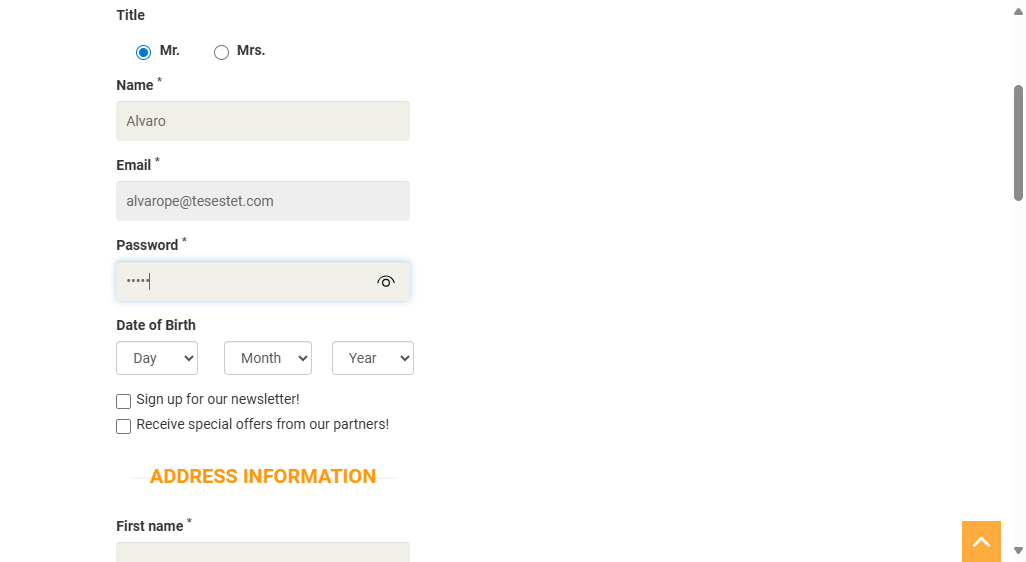 Title
Mr. Mrs.
Name *
Alvaro
Email *
alvarope@tesestet.com
Password *
•••••
Date of Birth
Day Month Year
Sign up for our newsletter!
Receive special offers from our partners!
ADDRESS INFORMATION
First name *